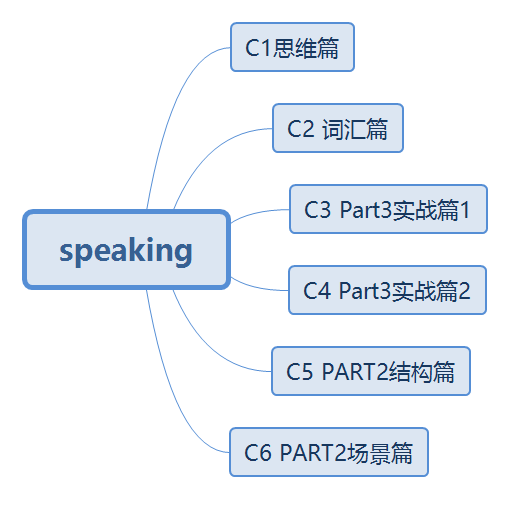 C1思维篇
C2 词汇篇
C3 Part3实战篇1
speaking
C4 Part3实战篇2
C5 PART2结构篇
C6 PART2场景篇